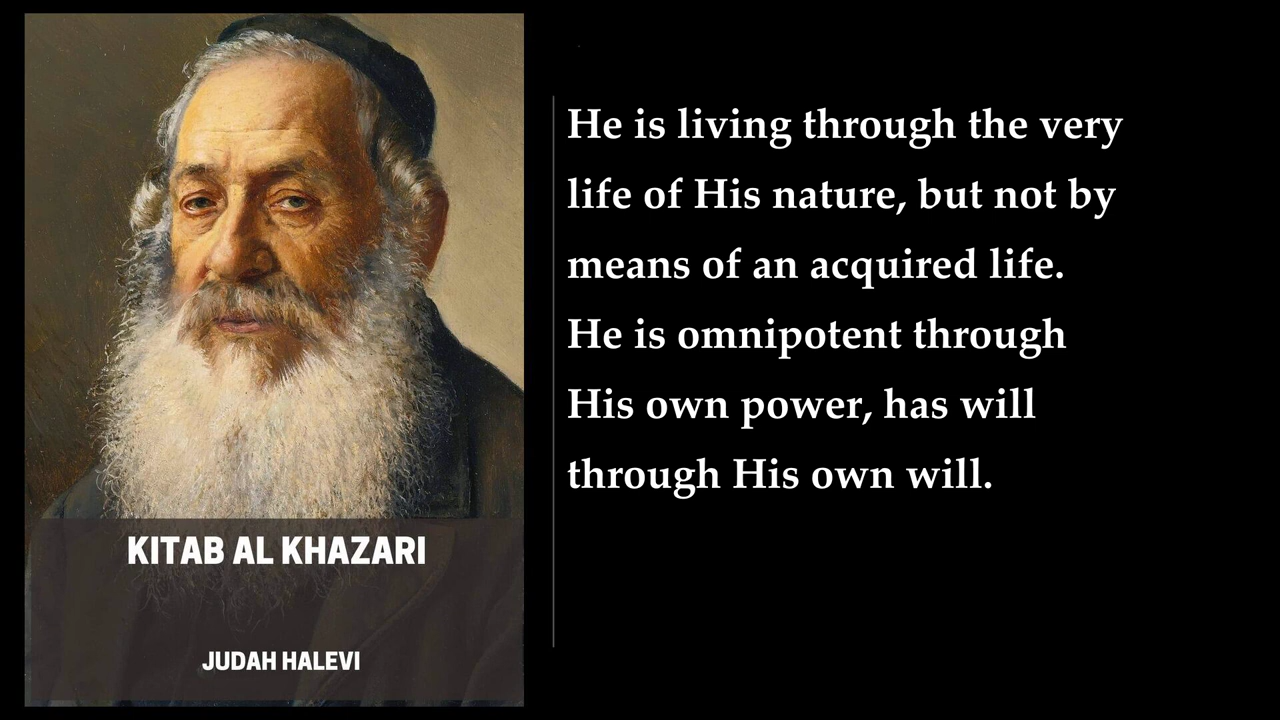 He is living through the very
life of His nature, but not by
means of an acquired life.
He is omnipotent through
His own power, has will
through His own will.
KITAB AL KHAZARI
JUDAH HALEVI